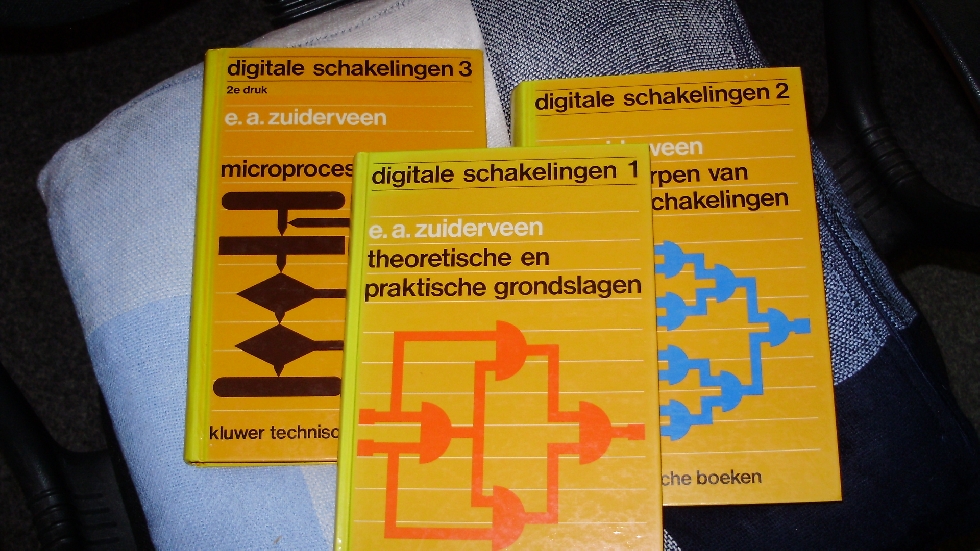 digitale schakelingen 3
2e druk
e. a. zuiderveen
microproces
kluwer technisc
digitale schakelingen 1
e. a. zuiderveen
theoretische en
praktische grondslagen
digitale schakelingen 2
veen
rpen van
chakelingen
che boeken